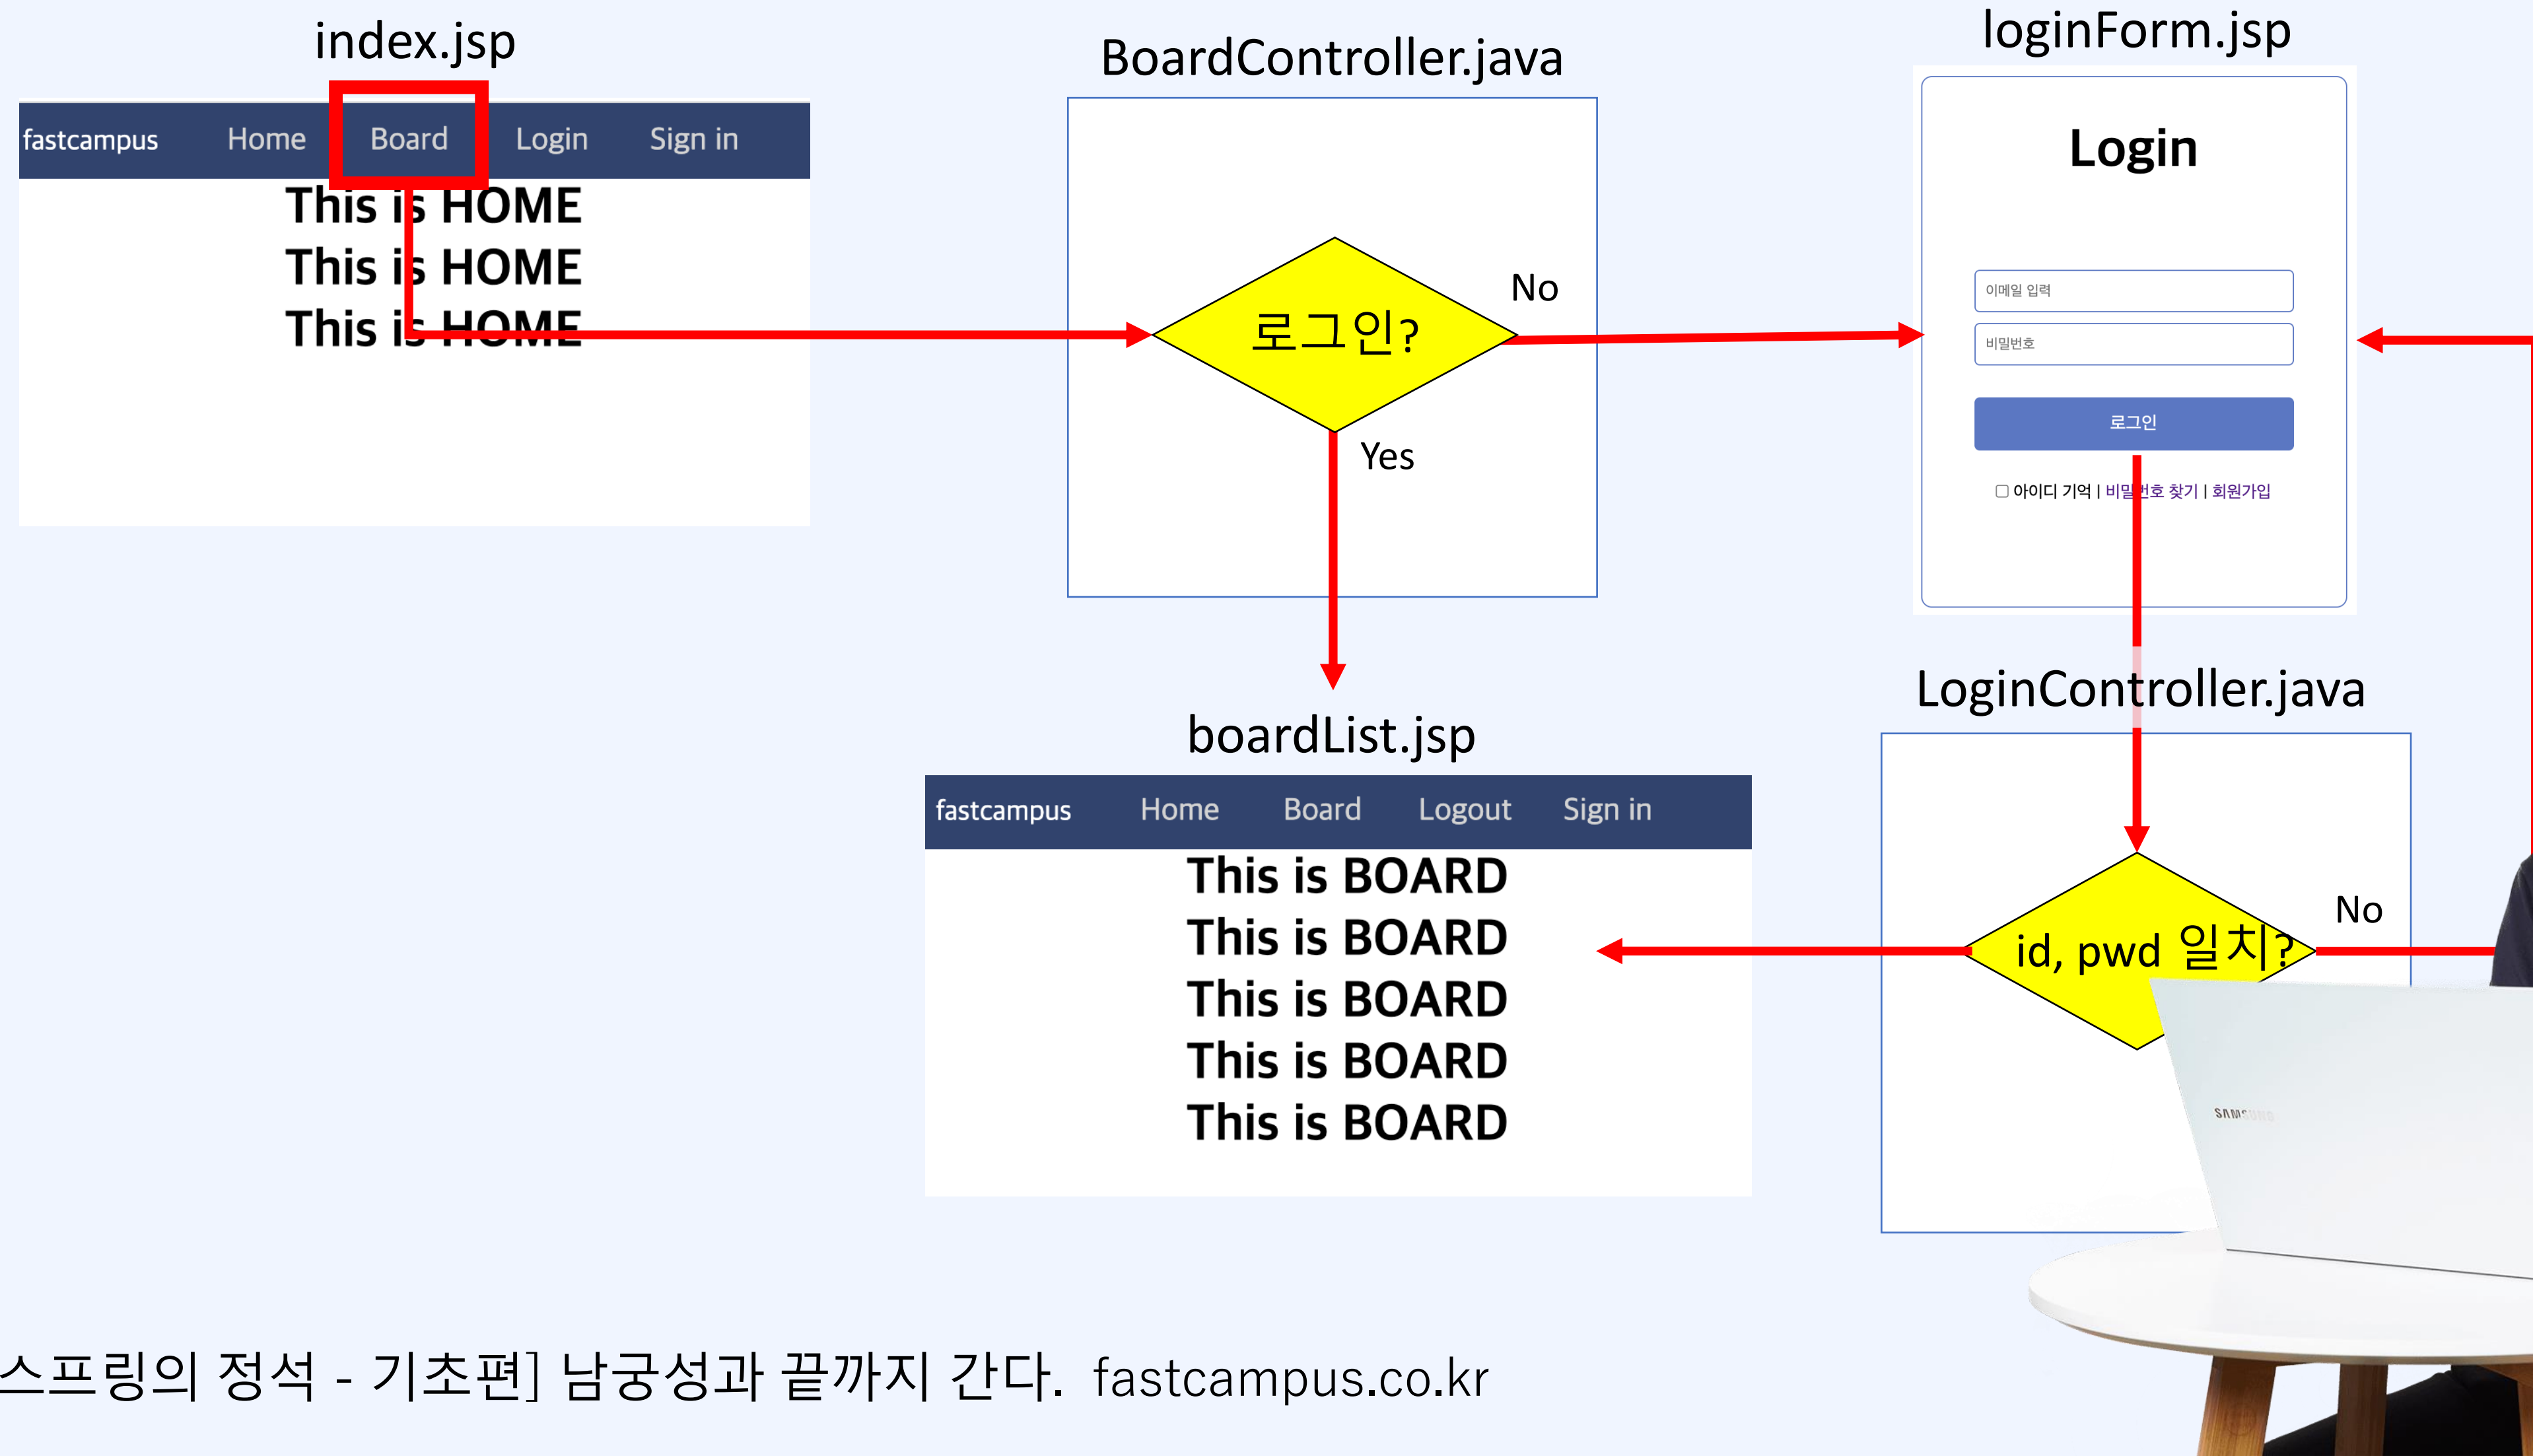 index.jsp
fastcampus Home Board Login Sign in
This is HOME
This is HOME
This is HOME
BoardController.java
로그인?
No
Yes
loginForm.jsp
Login
이메일 입력
비밀번호
로그인
아이디 기억 | 비밀번호 찾기 | 회원가입
boardList.jsp
fastcampus Home Board Logout Sign in
This is BOARD
This is BOARD
This is BOARD
This is BOARD
This is BOARD
LoginController.java
id, pwd 일치?
No
SAMSUNG
스프링의 정석 - 기초편] 남궁성과 끝까지 간다. fastcampus.co.kr